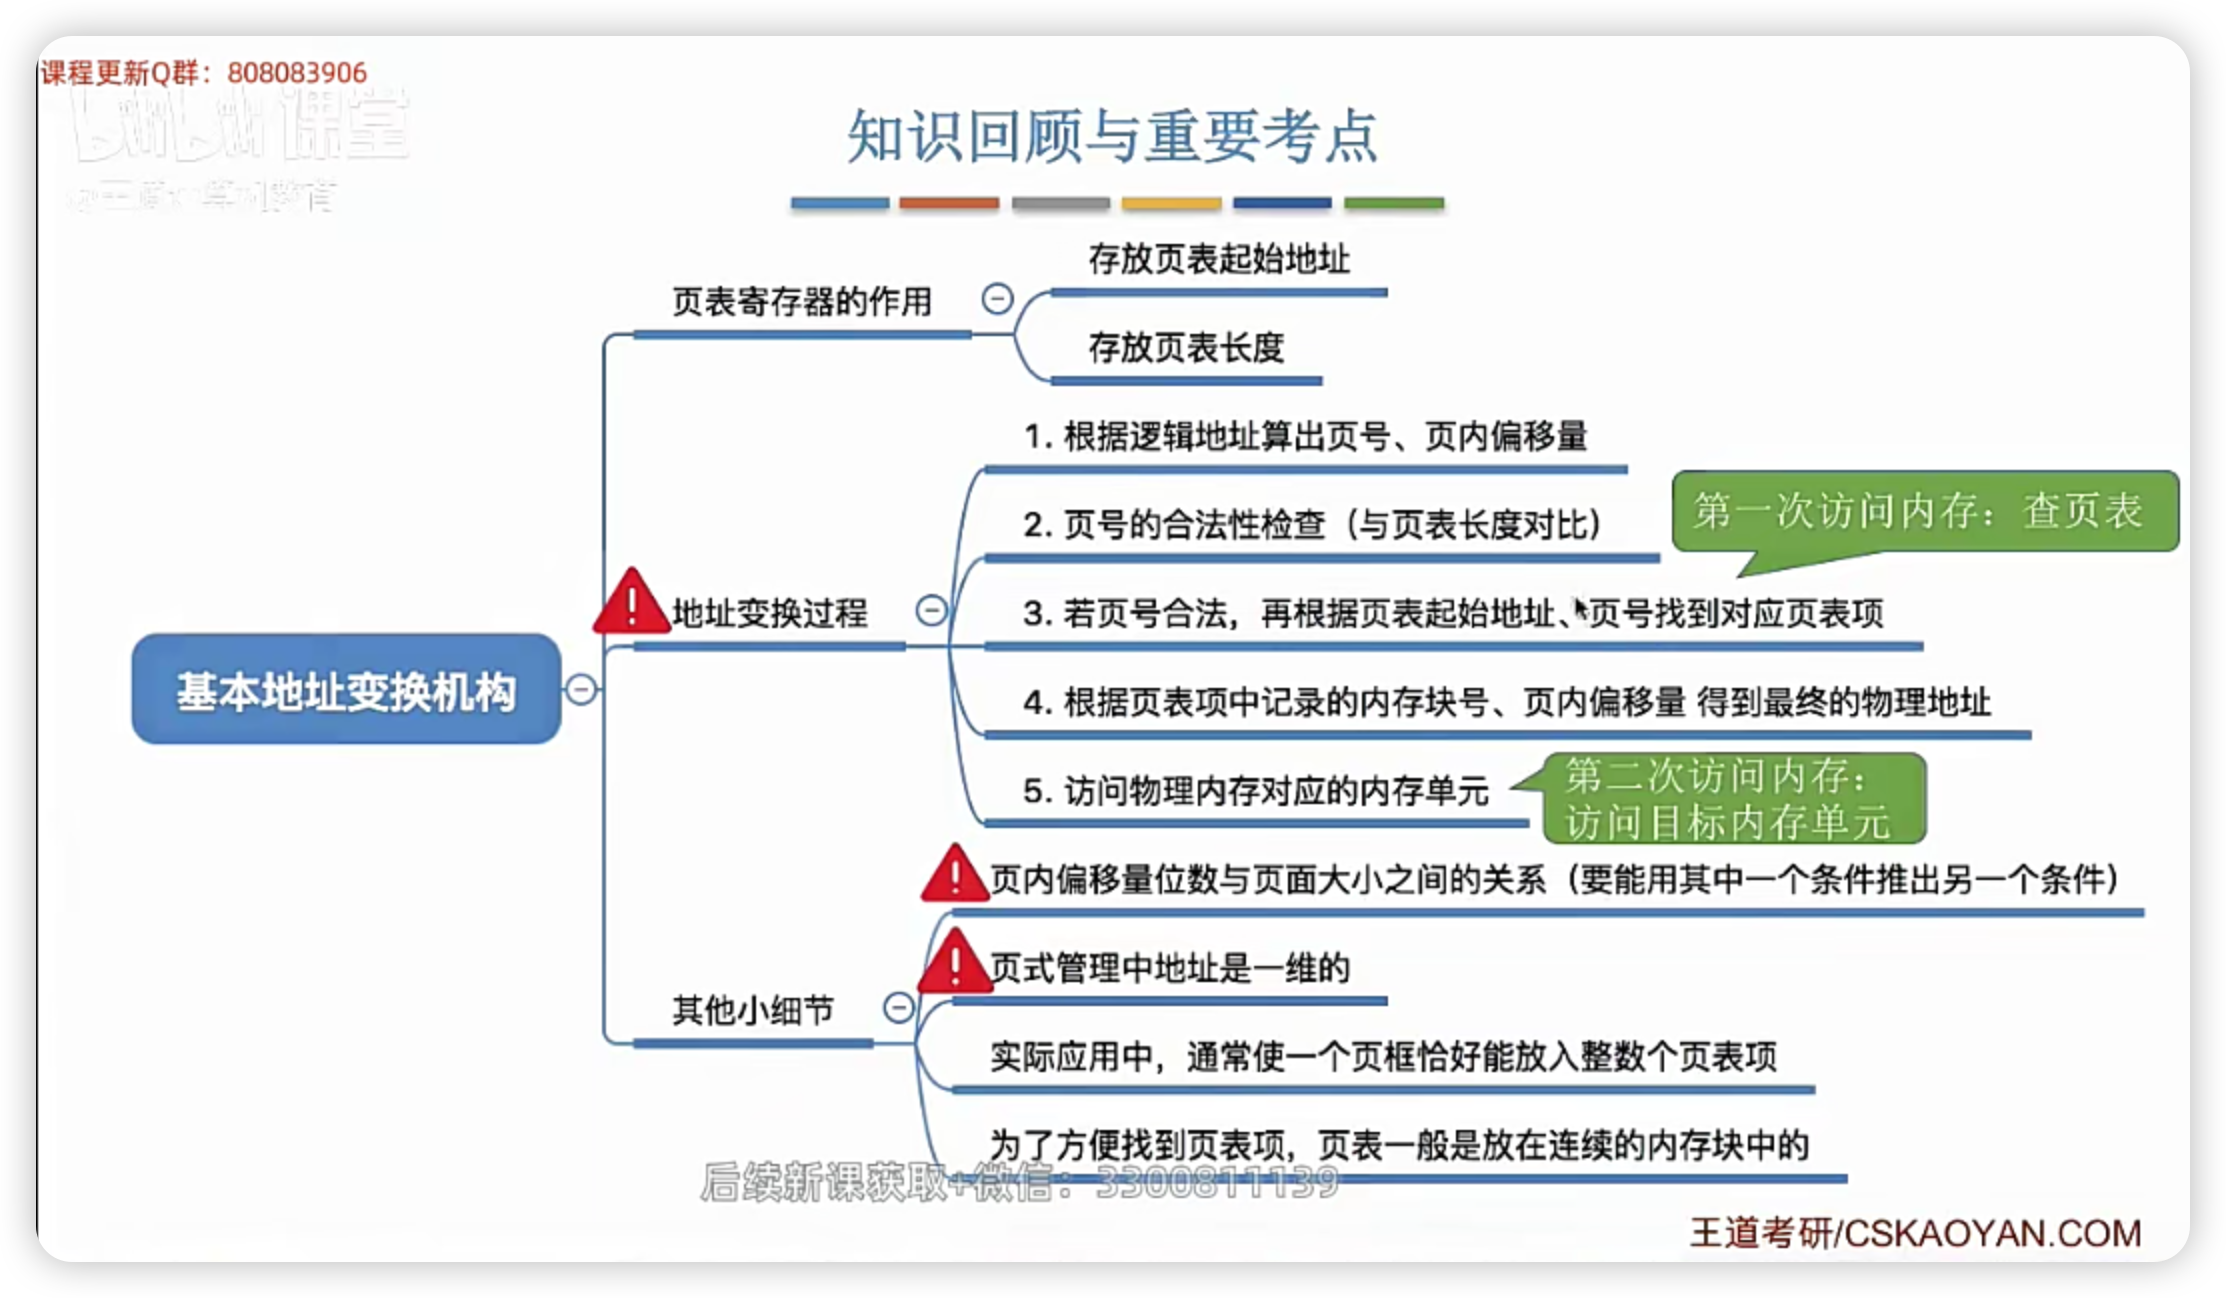 课程更新Q群：808083906
bilibili课堂
知识回顾与重要考点
存放页表起始地址
页表寄存器的作用
存放页表长度
1. 根据逻辑地址算出页号、页内偏移量
第一次访问内存：查页表
2. 页号的合法性检查（与页表长度对比）
地址变换过程
3. 若页号合法，再根据页表起始地址、页号找到对应页表项
基本地址变换机构
4. 根据页表项中记录的内存块号、页内偏移量 得到最终的物理地址
5. 访问物理内存对应的内存单元
第二次访问内存：
访问目标内存单元
页内偏移量位数与页面大小之间的关系（要能用其中一个条件推出另一个条件）
页式管理中地址是一维的
其他小细节
实际应用中，通常使一个页框恰好能放入整数个页表项
为了方便找到页表项，页表一般是放在连续的内存块中的
后续新课获取+微信：3300811139
王道考研/CSKAOYAN.COM